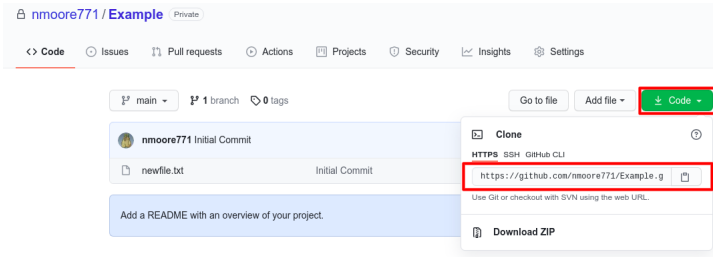 nmoore771 / Example Private
Code Issues Pull requests Actions Projects Security Insights Settings
main 1 branch 0 tags Go to file Add file Code
nmoore771 Initial Commit
newfile.txt Initial Commit
Add a README with an overview of your project.
Clone
HTTPS SSH GitHub CLI
https://github.com/nmoore771/Example.g
Use Git or checkout with SVN using the web URL.
Download ZIP